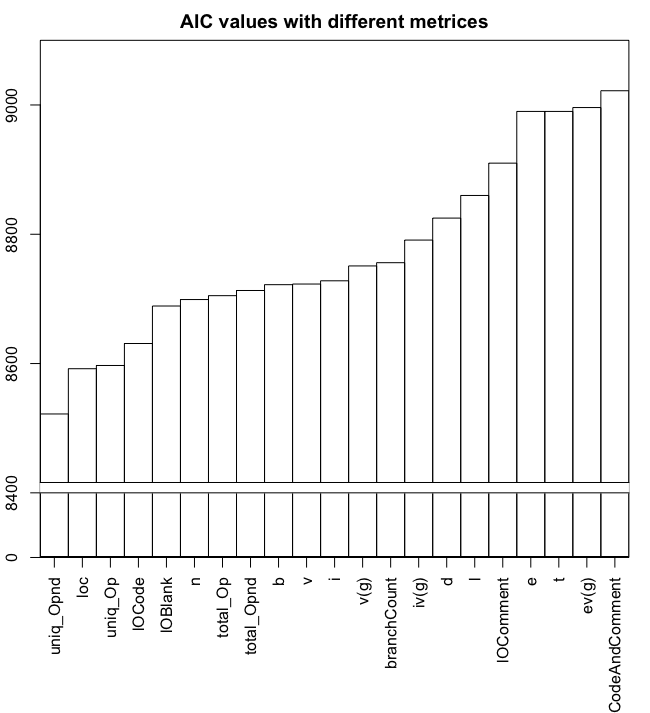 AIC values with different metrices
9000
8800
8600
8400
0
uniq_Opnd
loc
uniq_Op
lOCode
lOBlank
n
total_Op
total_Opnd
b
v
i
v(g)
branchCount
iv(g)
d
l
lOComment
e
t
ev(g)
CodeAndComment